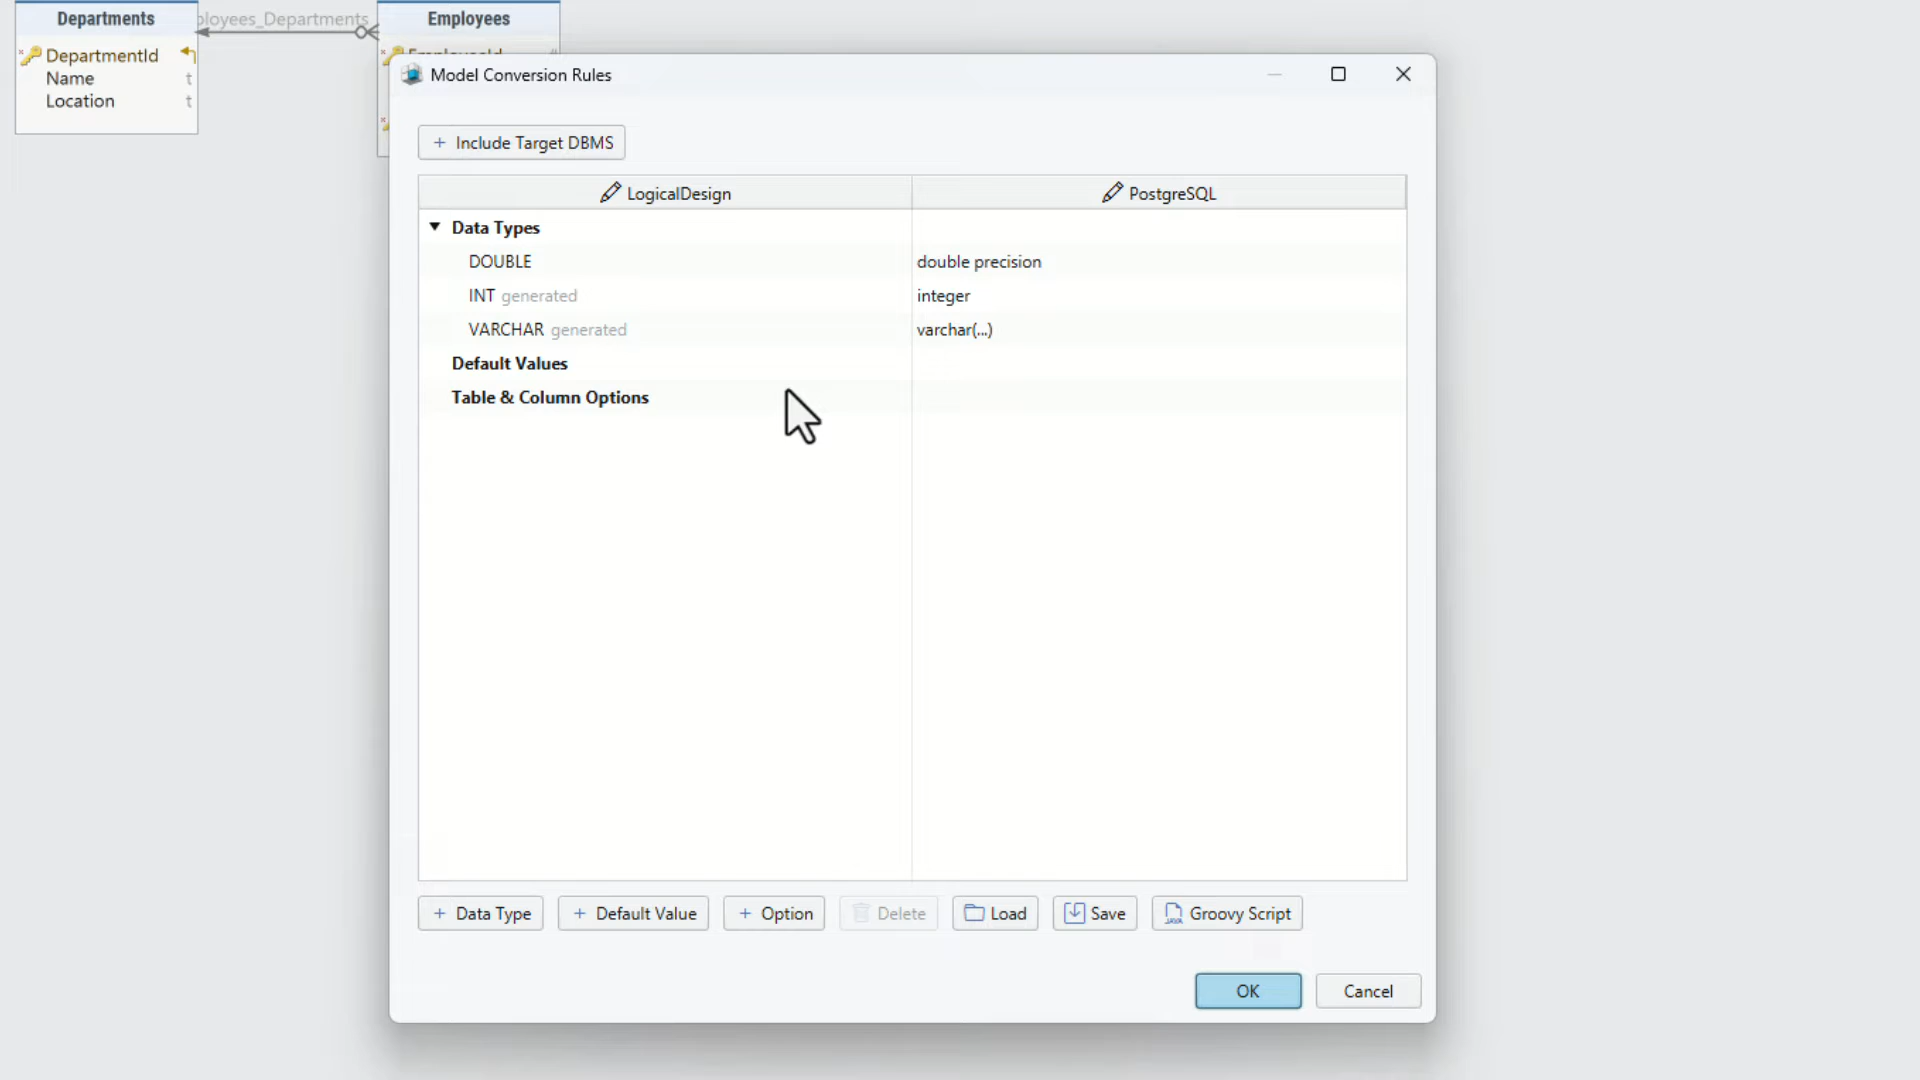 Departments
ployees_Departments
Employees
DepartmentId
Name t
Location t
Model Conversion Rules
+ Include Target DBMS
LogicalDesign
PostgreSQL
Data Types
DOUBLE
double precision
INT generated
integer
VARCHAR generated
varchar(...)
Default Values
Table & Column Options
+ Data Type
+ Default Value
+ Option
Delete
Load
Save
Groovy Script
OK
Cancel